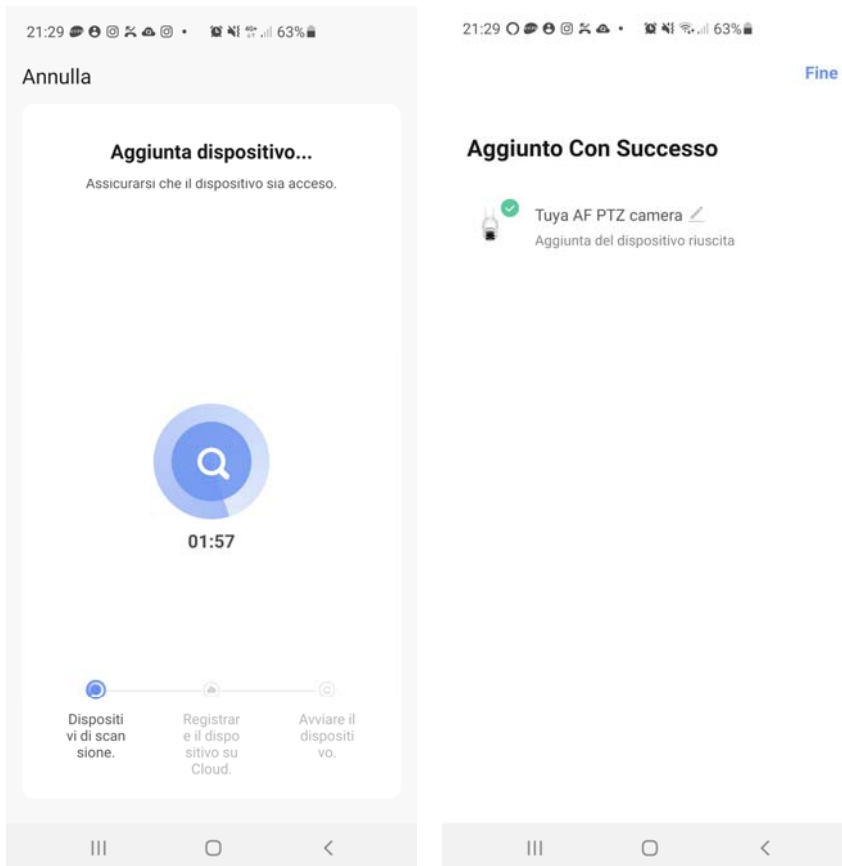 21:29 63%
Annulla
Aggiunta dispositivo...
Assicurarsi che il dispositivo sia acceso.
01:57
Dispositi
vi di scan
sione.
Registrar
e il dispo
sitivo su
Cloud.
Avviare il
dispositi
vo.
21:29 63%
Fine
Aggiunto Con Successo
Tuya AF PTZ camera
Aggiunta del dispositivo riuscita